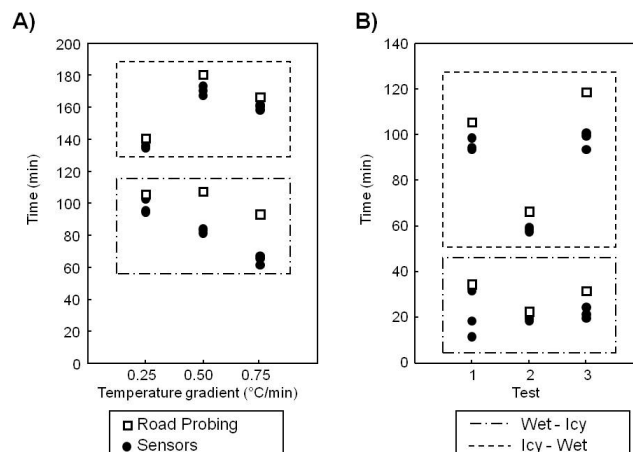 A)
200
180
160
140
120
100
80
60
40
20
0
Time (min)
0.25 0.50 0.75
Temperature gradient (°C/min)
Road Probing
Sensors
B)
140
120
100
80
60
40
20
0
Time (min)
1 2 3
Test
Wet - Icy
Icy - Wet